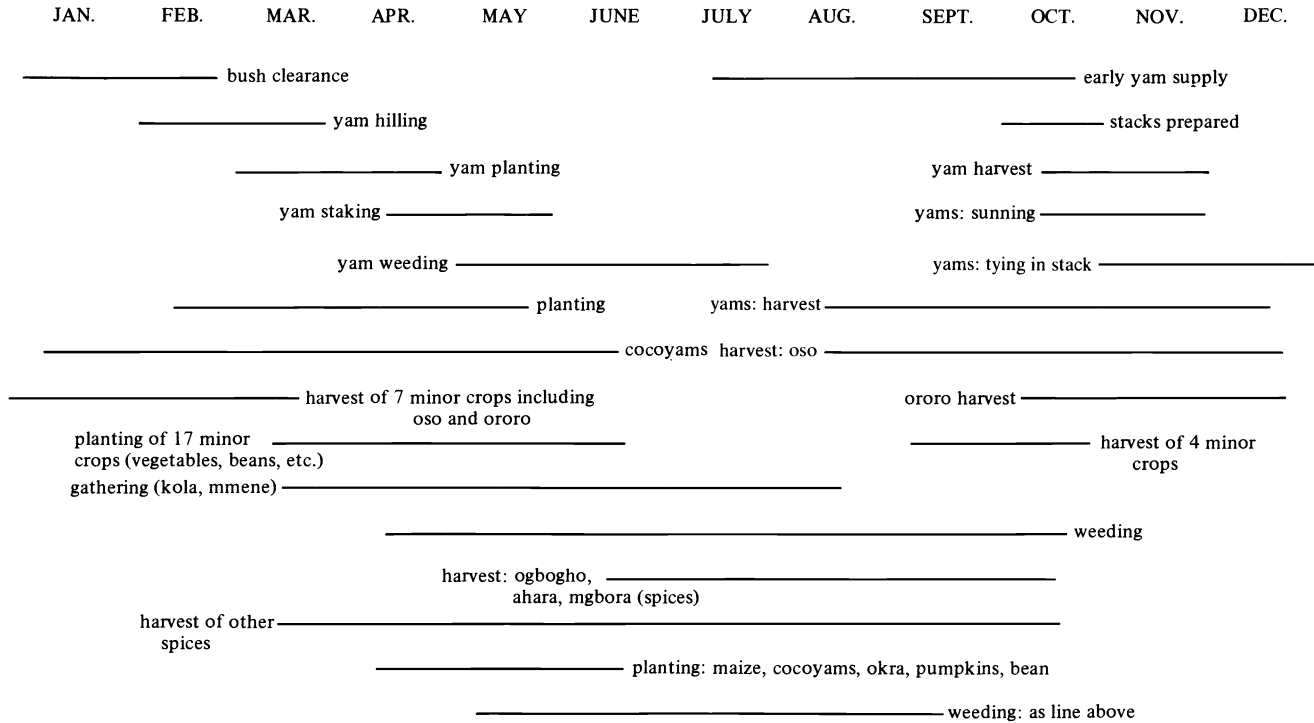 JAN. FEB. MAR. APR. MAY JUNE JULY AUG. SEPT. OCT. NOV. DEC.
bush clearance early yam supply
yam hilling stacks prepared
yam planting yam harvest
yam staking yams: sunning
yam weeding yams: tying in stack
planting yams: harvest
cocoyams harvest: oso
harvest of 7 minor crops including ororo harvest
oso and ororo
planting of 17 minor harvest of 4 minor
crops (vegetables, beans, etc.) crops
gathering (kola, mmene)
weeding
harvest: ogbogho,
ahara, mgbora (spices)
harvest of other
spices
planting: maize, cocoyams, okra, pumpkins, bean
weeding: as line above